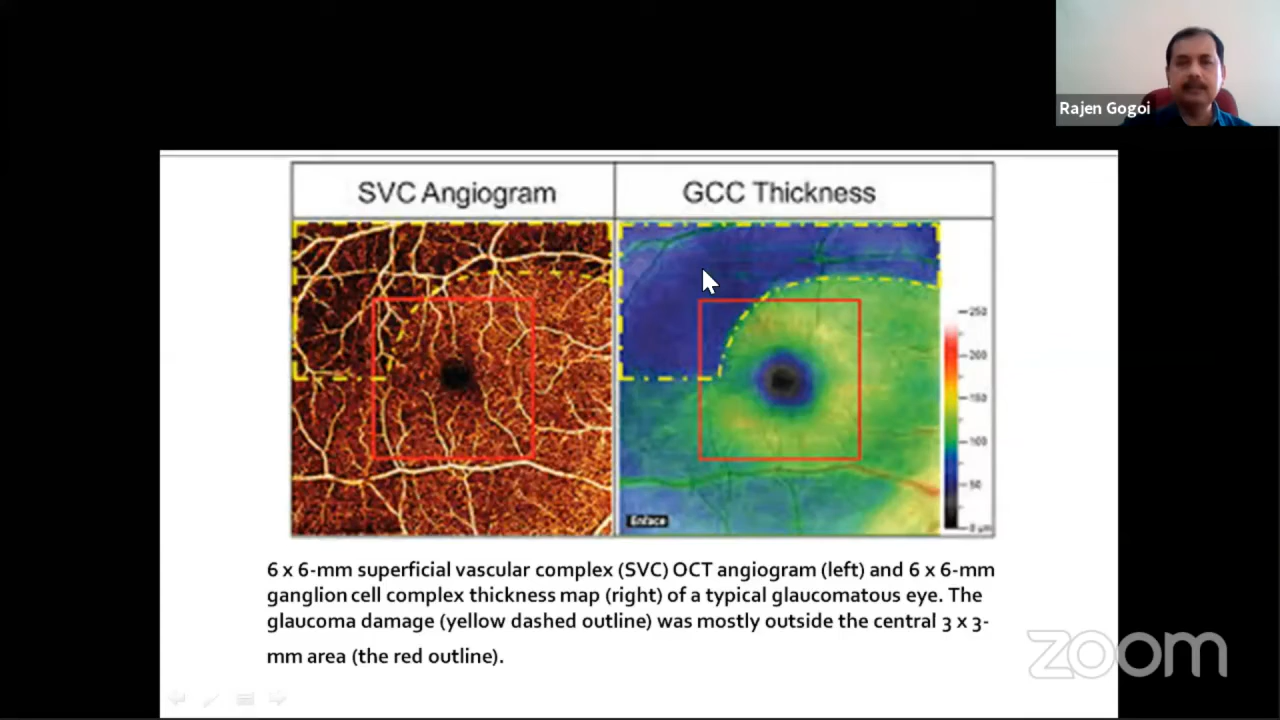 Rajen Gogoi
SVC Angiogram
GCC Thickness
250
200
150
100
50
0 µm
Enface
6 x 6-mm superficial vascular complex (SVC) OCT angiogram (left) and 6 x 6-mm
ganglion cell complex thickness map (right) of a typical glaucomatous eye. The
glaucoma damage (yellow dashed outline) was mostly outside the central 3 x 3-
mm area (the red outline).
zoom